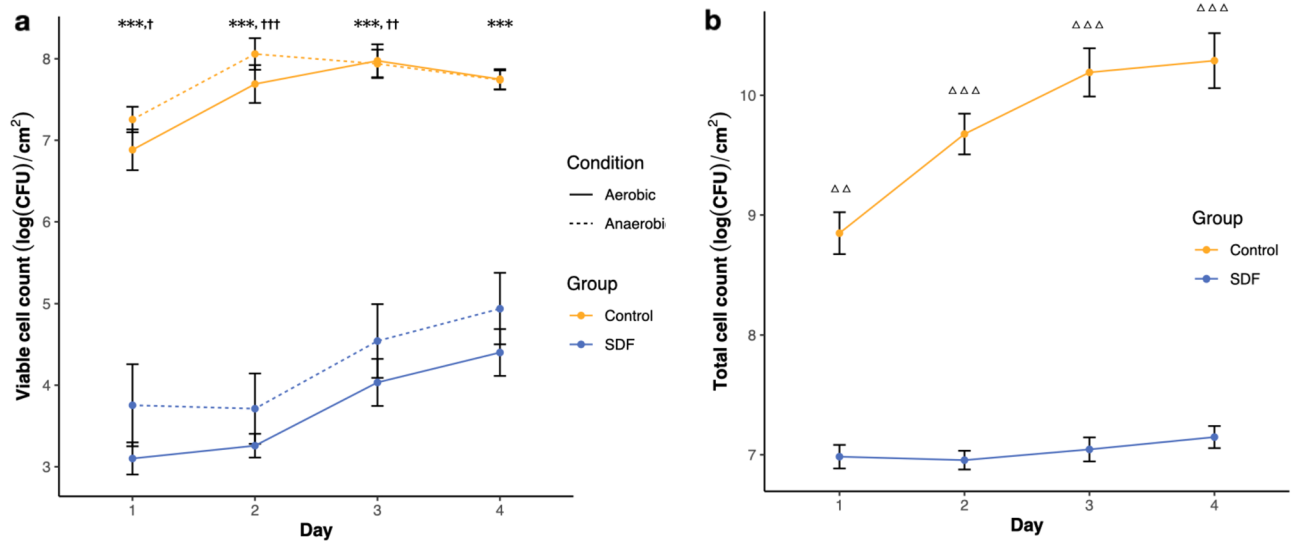 a
***,†
***, †††
***, ††
***
Viable cell count (log(CFU)/cm²)
8
7
6
5
4
3
1
2
3
4
Day
Condition
Aerobic
Anaerobi
Group
Control
SDF
b
△△
△△△
△△△
△△△
Total cell count (log(CFU)/cm²)
10
9
8
7
1
2
3
4
Day
Group
Control
SDF